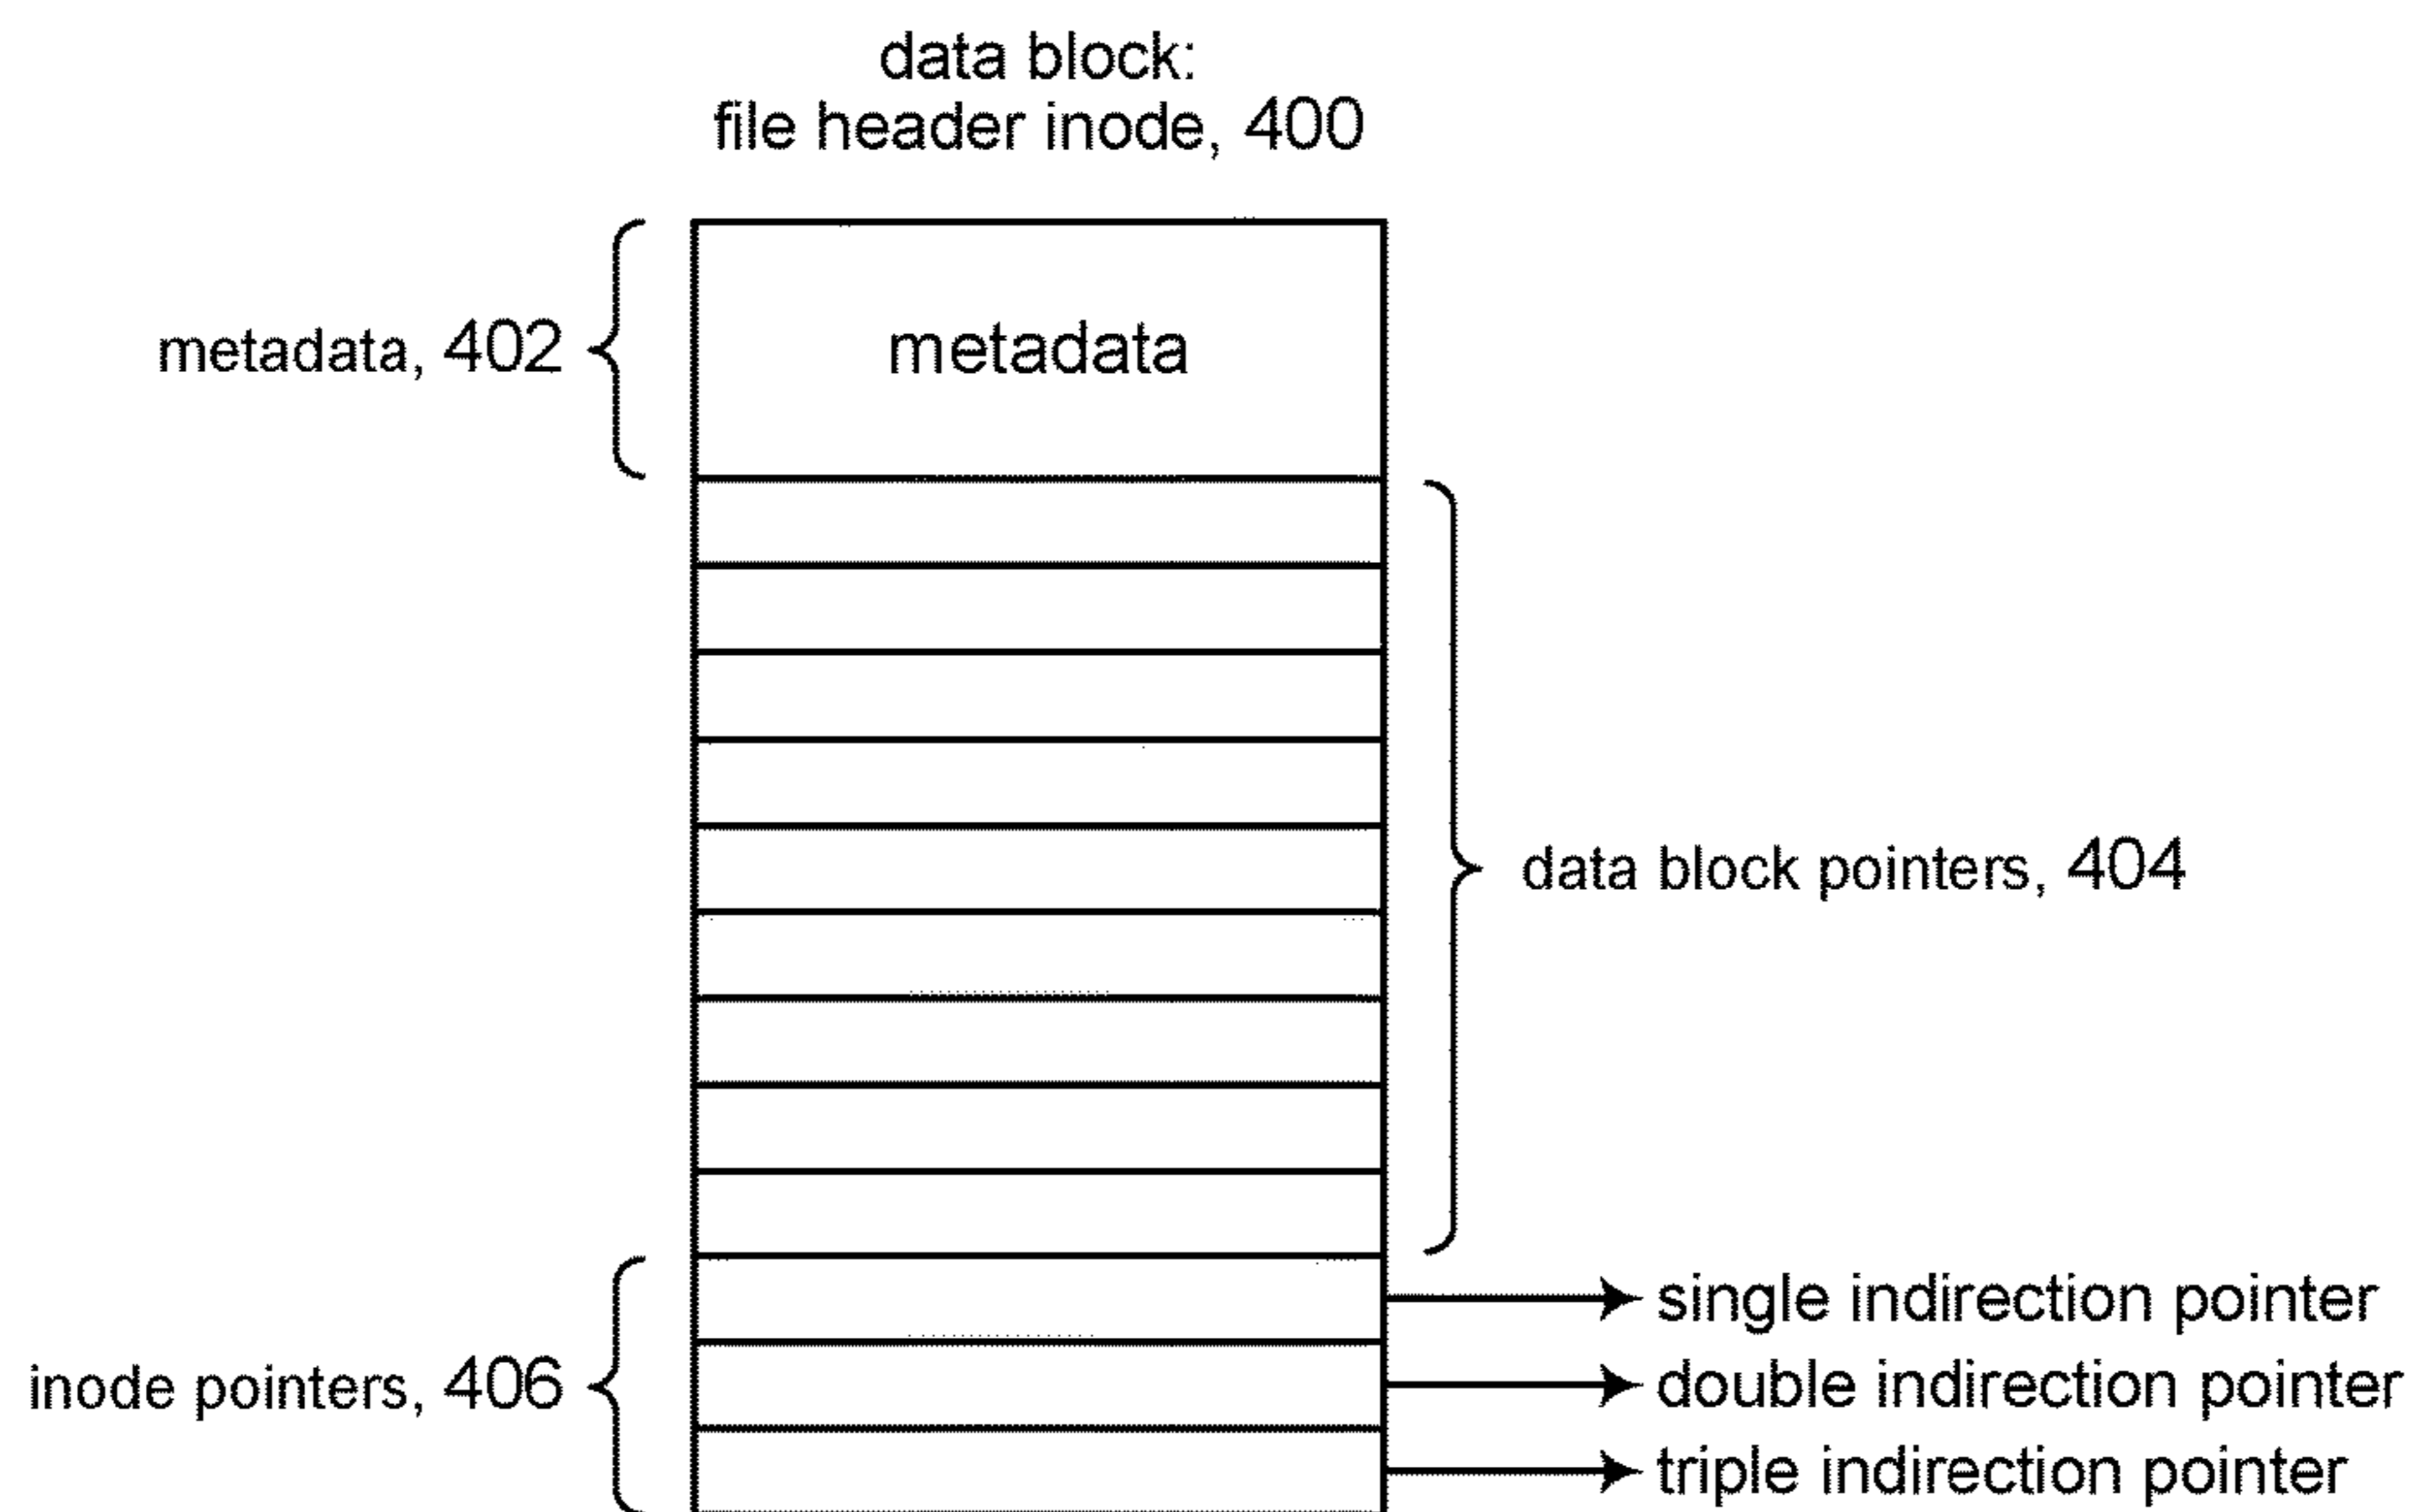 data block:
file header inode, 400
metadata, 402
metadata
data block pointers, 404
single indirection pointer
inode pointers, 406
double indirection pointer
triple indirection pointer